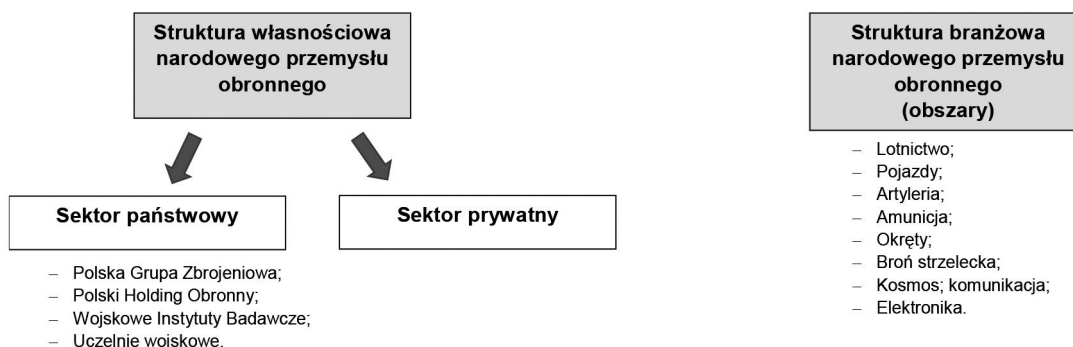 Struktura własnościowa
narodowego przemysłu
obronnego
Sektor państwowy
– Polska Grupa Zbrojeniowa;
– Polski Holding Obronny;
– Wojskowe Instytuty Badawcze;
– Uczelnie wojskowe.
Sektor prywatny
Struktura branżowa
narodowego przemysłu
obronnego
(obszary)
– Lotnictwo;
– Pojazdy;
– Artyleria;
– Amunicja;
– Okręty;
– Broń strzelecka;
– Kosmos; komunikacja;
– Elektronika.